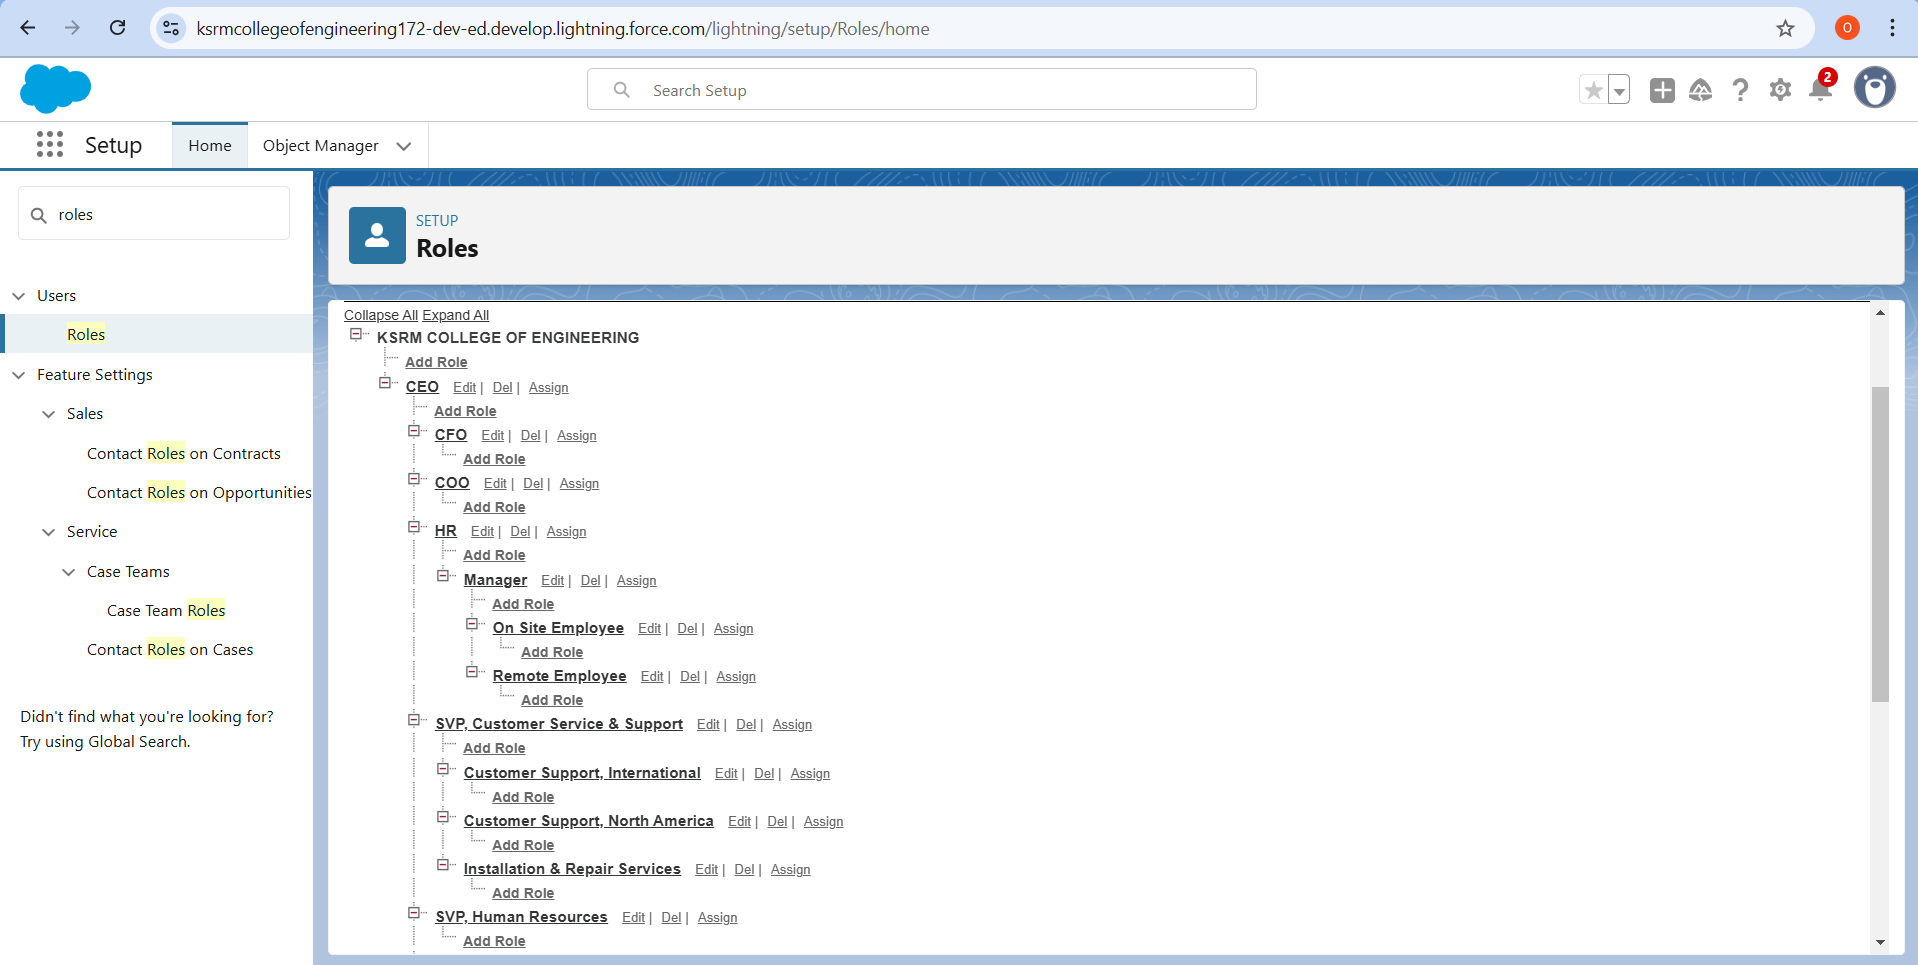 ksrmcollegeofengineering172-dev-ed.develop.lightning.force.com/lightning/setup/Roles/home
O
Search Setup
2
Setup
Home
Object Manager
roles
Users
Roles
Feature Settings
Sales
Contact Roles on Contracts
Contact Roles on Opportunities
Service
Case Teams
Case Team Roles
Contact Roles on Cases
Didn't find what you're looking for?
Try using Global Search.
SETUP
Roles
Collapse All Expand All
KSRM COLLEGE OF ENGINEERING
Add Role
CEO Edit | Del | Assign
Add Role
CFO Edit | Del | Assign
Add Role
COO Edit | Del | Assign
Add Role
HR Edit | Del | Assign
Add Role
Manager Edit | Del | Assign
Add Role
On Site Employee Edit | Del | Assign
Add Role
Remote Employee Edit | Del | Assign
Add Role
SVP, Customer Service & Support Edit | Del | Assign
Add Role
Customer Support, International Edit | Del | Assign
Add Role
Customer Support, North America Edit | Del | Assign
Add Role
Installation & Repair Services Edit | Del | Assign
Add Role
SVP, Human Resources Edit | Del | Assign
Add Role